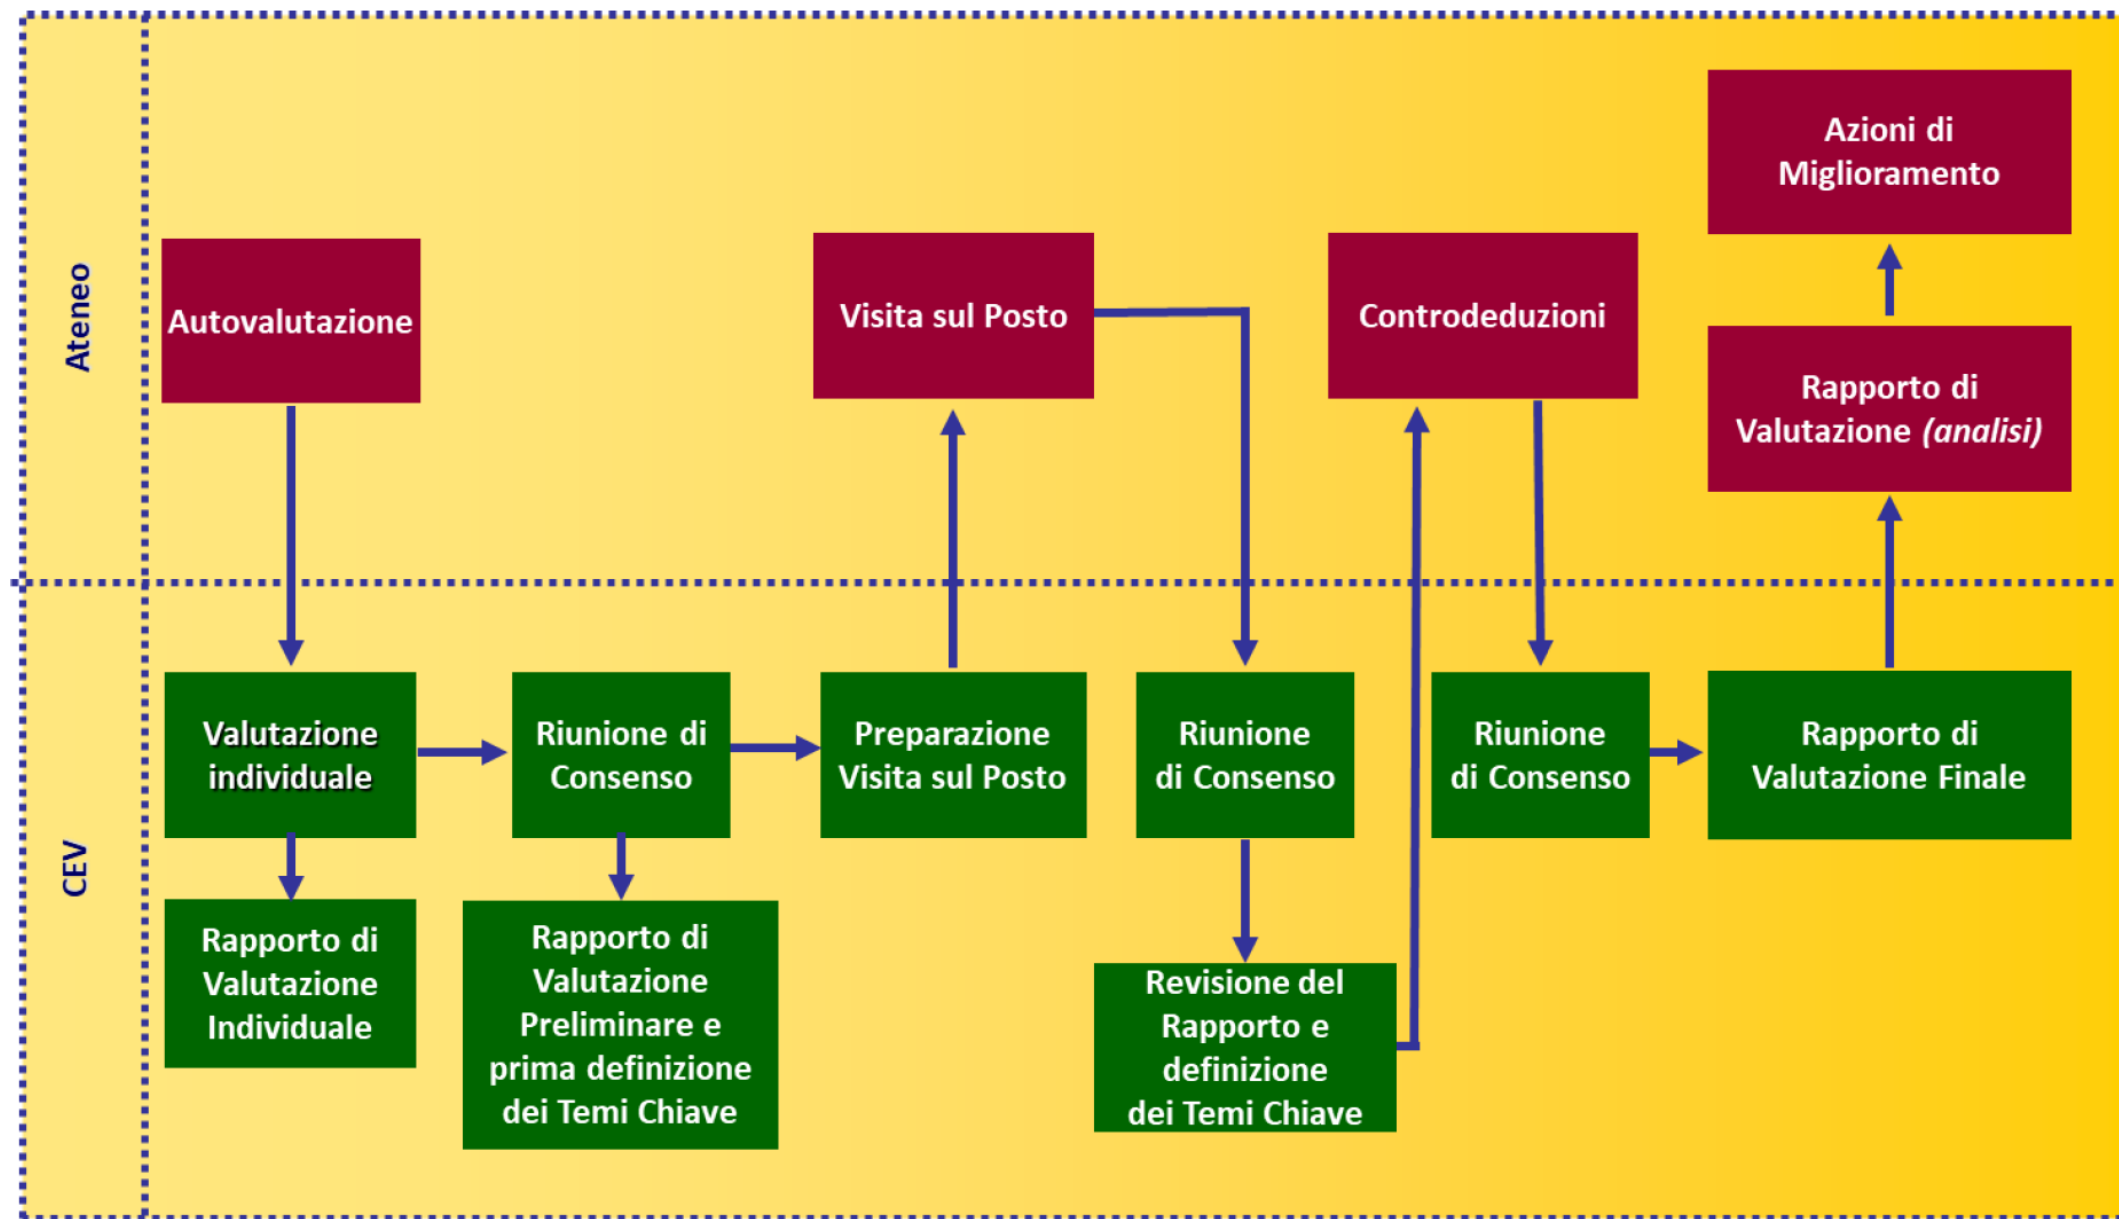 Ateneo
Autovalutazione
Visita sul Posto
Controdeduzioni
Azioni di
Miglioramento
Rapporto di
Valutazione (analisi)
CEV
Valutazione
individuale
Riunione di
Consenso
Preparazione
Visita sul Posto
Riunione
di Consenso
Riunione
di Consenso
Rapporto di
Valutazione Finale
Rapporto di
Valutazione
Individuale
Rapporto di
Valutazione
Preliminare e
prima definizione
dei Temi Chiave
Revisione del
Rapporto e
definizione
dei Temi Chiave